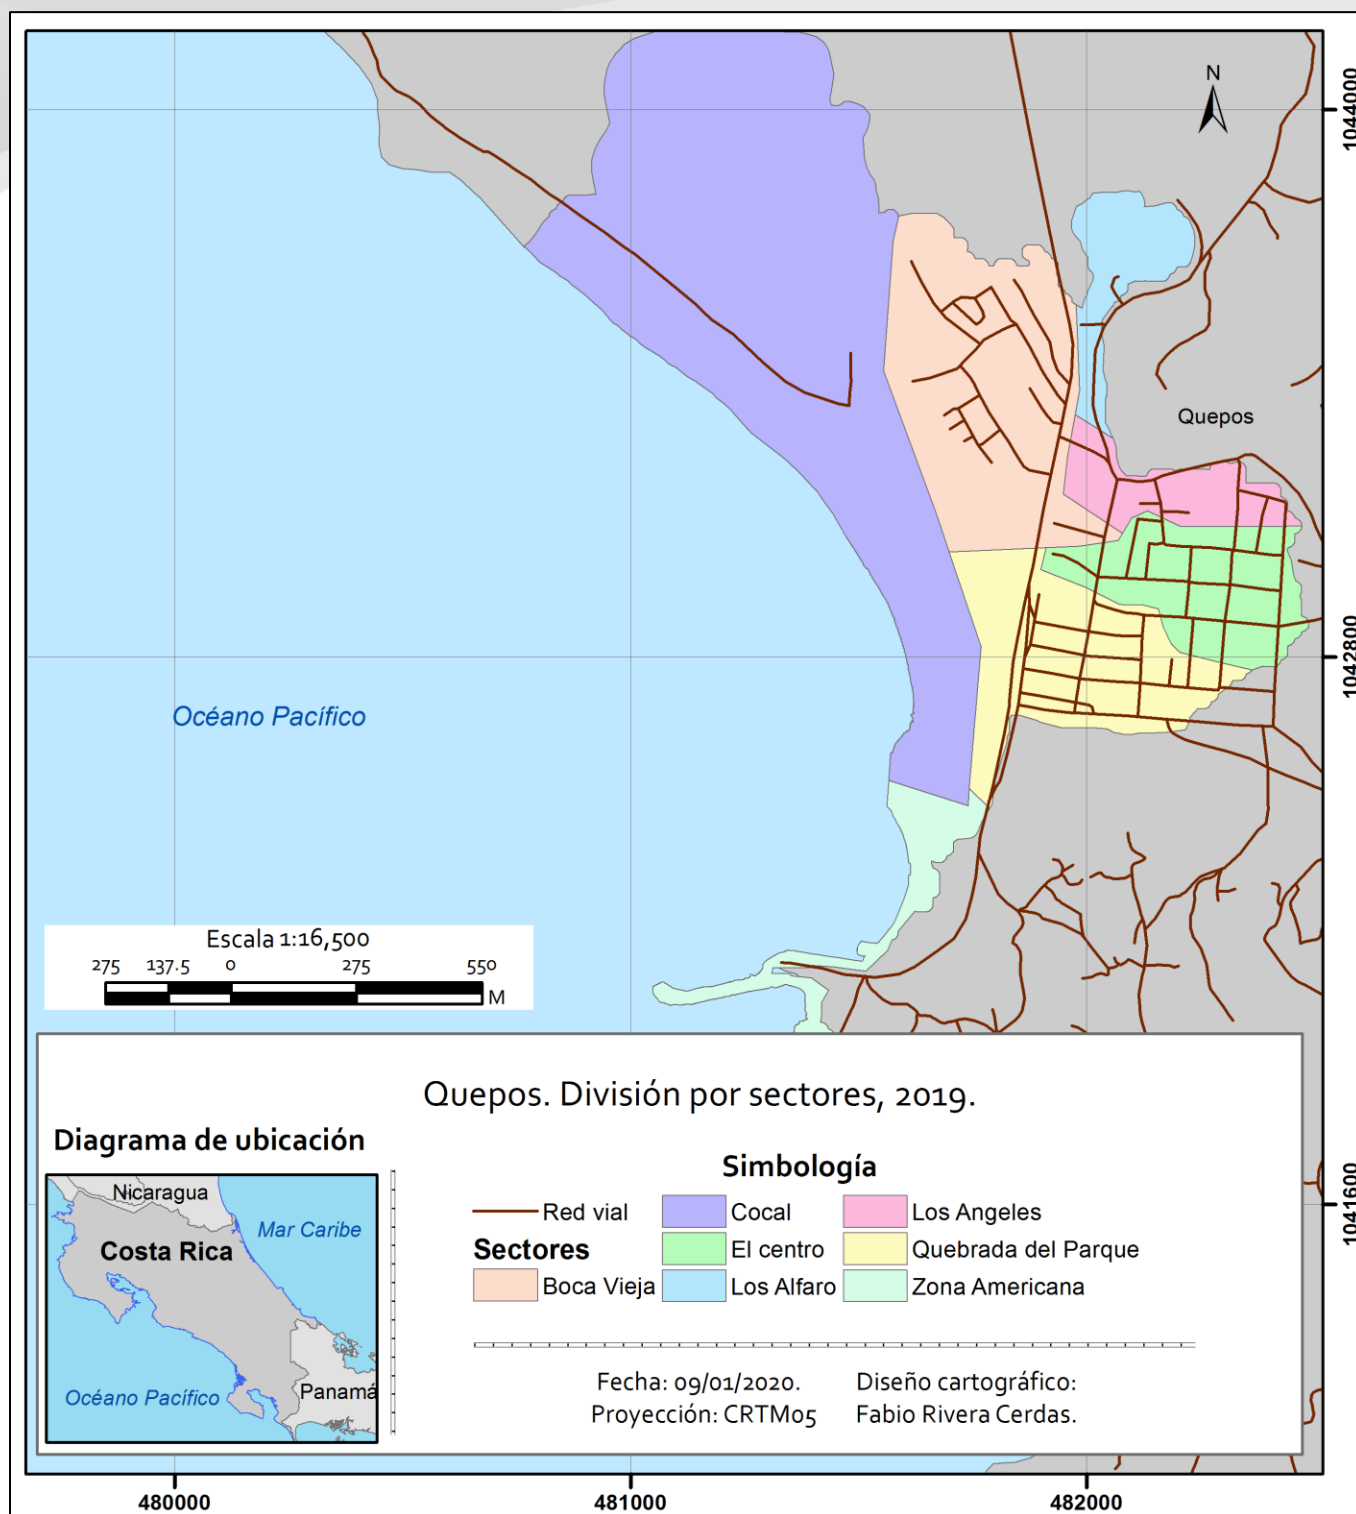 N
1044000
Quepos
1042800
Océano Pacífico
Escala 1:16,500
275 137.5 0 275 550
M
Quepos. División por sectores, 2019.
Diagrama de ubicación
Nicaragua
Mar Caribe
Costa Rica
Océano Pacífico
Panamá
Simbología
Red vial
Cocal
Los Angeles
Sectores
El centro
Quebrada del Parque
Boca Vieja
Los Alfaro
Zona Americana
Fecha: 09/01/2020.
Proyección: CRTM05
Diseño cartográfico:
Fabio Rivera Cerdas.
1041600
480000 481000 482000